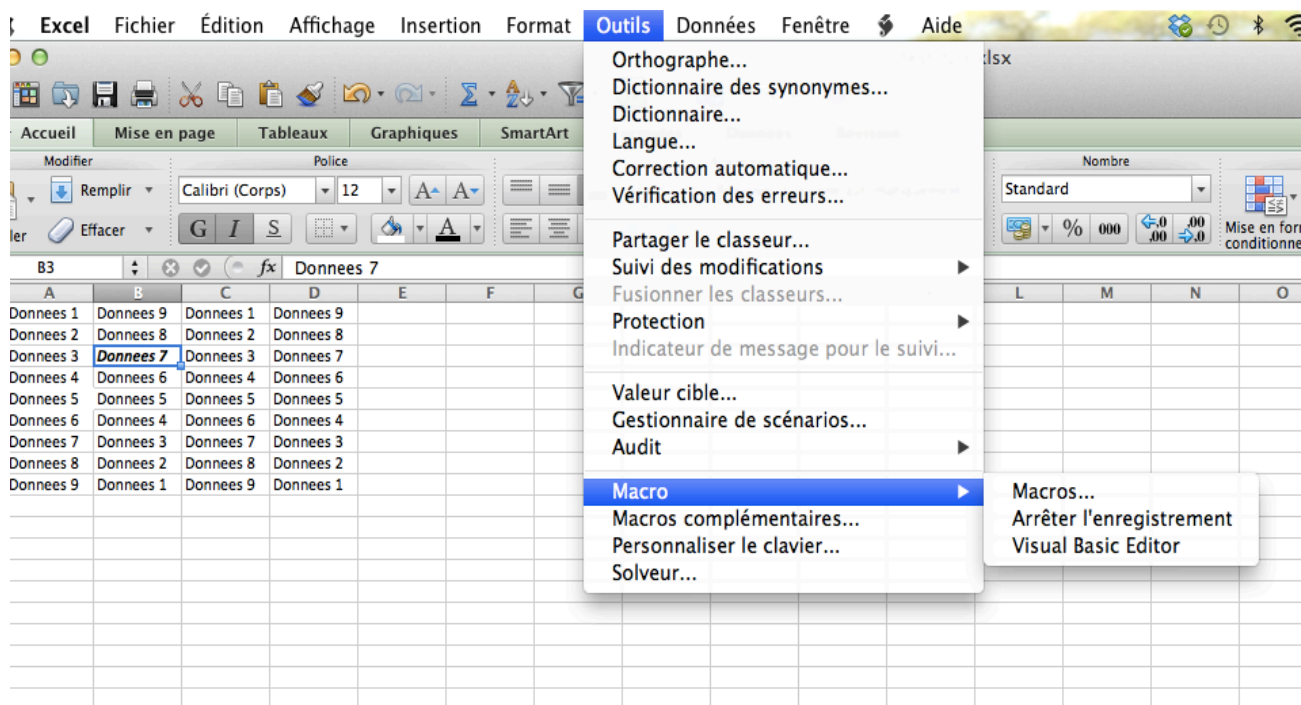 Excel Fichier Édition Affichage Insertion Format Outils Données Fenêtre Aide
Accueil Mise en page Tableaux Graphiques SmartArt
Modifier Police Nombre
Remplir Calibri (Corps) 12 A A Standard
Effacer G I S A % 000 ,0 ,00 ,00 ,0
Mise en
conditionne
B3 fx Donnees 7
A B C D E F G L M N O
Donnees 1 Donnees 9 Donnees 1 Donnees 9
Donnees 2 Donnees 8 Donnees 2 Donnees 8
Donnees 3 Donnees 7 Donnees 3 Donnees 7
Donnees 4 Donnees 6 Donnees 4 Donnees 6
Donnees 5 Donnees 5 Donnees 5 Donnees 5
Donnees 6 Donnees 4 Donnees 6 Donnees 4
Donnees 7 Donnees 3 Donnees 7 Donnees 3
Donnees 8 Donnees 2 Donnees 8 Donnees 2
Donnees 9 Donnees 1 Donnees 9 Donnees 1
Orthographe...
Dictionnaire des synonymes...
Dictionnaire...
Langue...
Correction automatique...
Vérification des erreurs...
Partager le classeur...
Suivi des modifications
Fusionner les classeurs...
Protection
Indicateur de message pour le suivi...
Valeur cible...
Gestionnaire de scénarios...
Audit
Macro
Macros complémentaires...
Personnaliser le clavier...
Solveur...
Macros...
Arrêter l'enregistrement
Visual Basic Editor